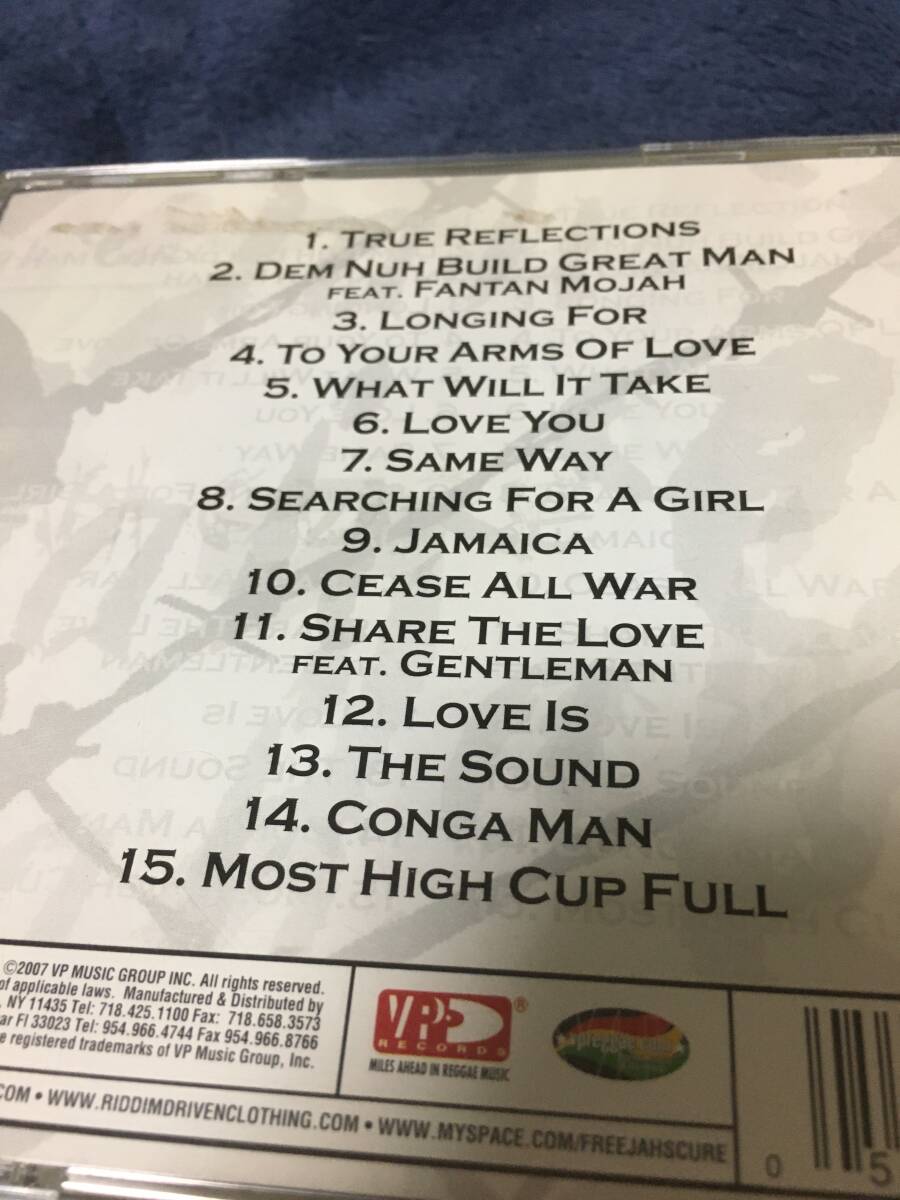 1. TRUE REFLECTIONS
2. DEM NUH BUILD GREAT MAN
FEAT. FANTAN MOJAH
3. LONGING FOR
4. TO YOUR ARMS OF LOVE
5. WHAT WILL IT TAKE
6. LOVE YOU
7. SAME WAY
8. SEARCHING FOR A GIRL
9. JAMAICA
10. CEASE ALL WAR
11. SHARE THE LOVE
FEAT. GENTLEMAN
12. LOVE IS
13. THE SOUND
14. CONGA MAN
15. MOST HIGH CUP FULL
©2007 VP MUSIC GROUP INC. All rights reserved.
of applicable laws. Manufactured & Distributed by
NY 11435 Tel: 718.425.1100 Fax: 718.658.3573
ar Fl 33023 Tel: 954.966.4744 Fax 954.966.8766
e registered trademarks of VP Music Group, Inc.
VP
RECORDS
®
MILES AHEAD IN REGGAE MUSIC
vpreggae.com
.COM • WWW.RIDDIMDRIVENCLOTHING.COM • WWW.MYSPACE.COM/FREEJAHSCURE
0 5